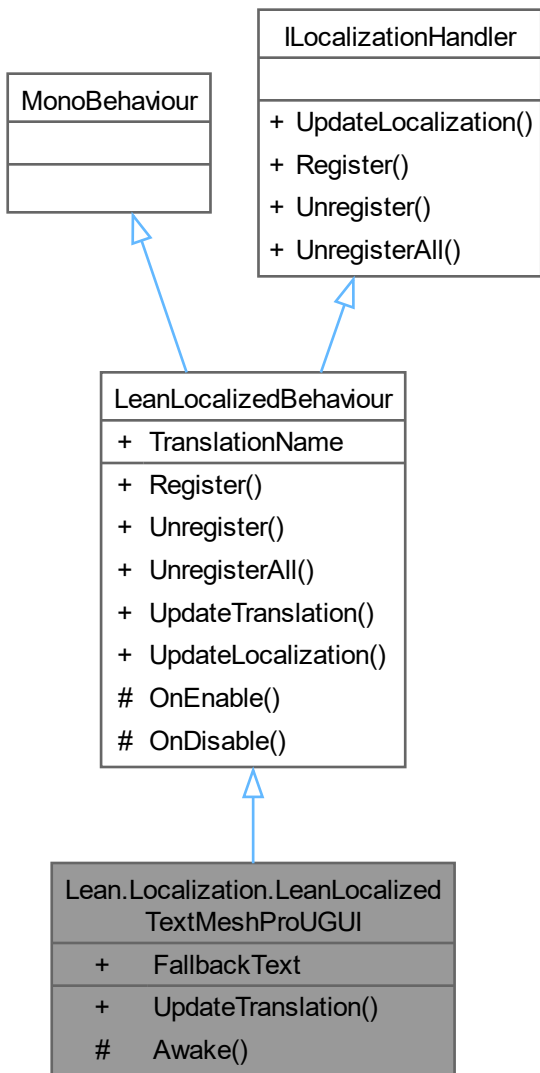 ILocalizationHandler
+ UpdateLocalization()
+ Register()
+ Unregister()
+ UnregisterAll()
MonoBehaviour
LeanLocalizedBehaviour
+ TranslationName
+ Register()
+ Unregister()
+ UnregisterAll()
+ UpdateTranslation()
+ UpdateLocalization()
# OnEnable()
# OnDisable()
Lean.Localization.LeanLocalized
TextMeshProUGUI
+ FallbackText
+ UpdateTranslation()
# Awake()